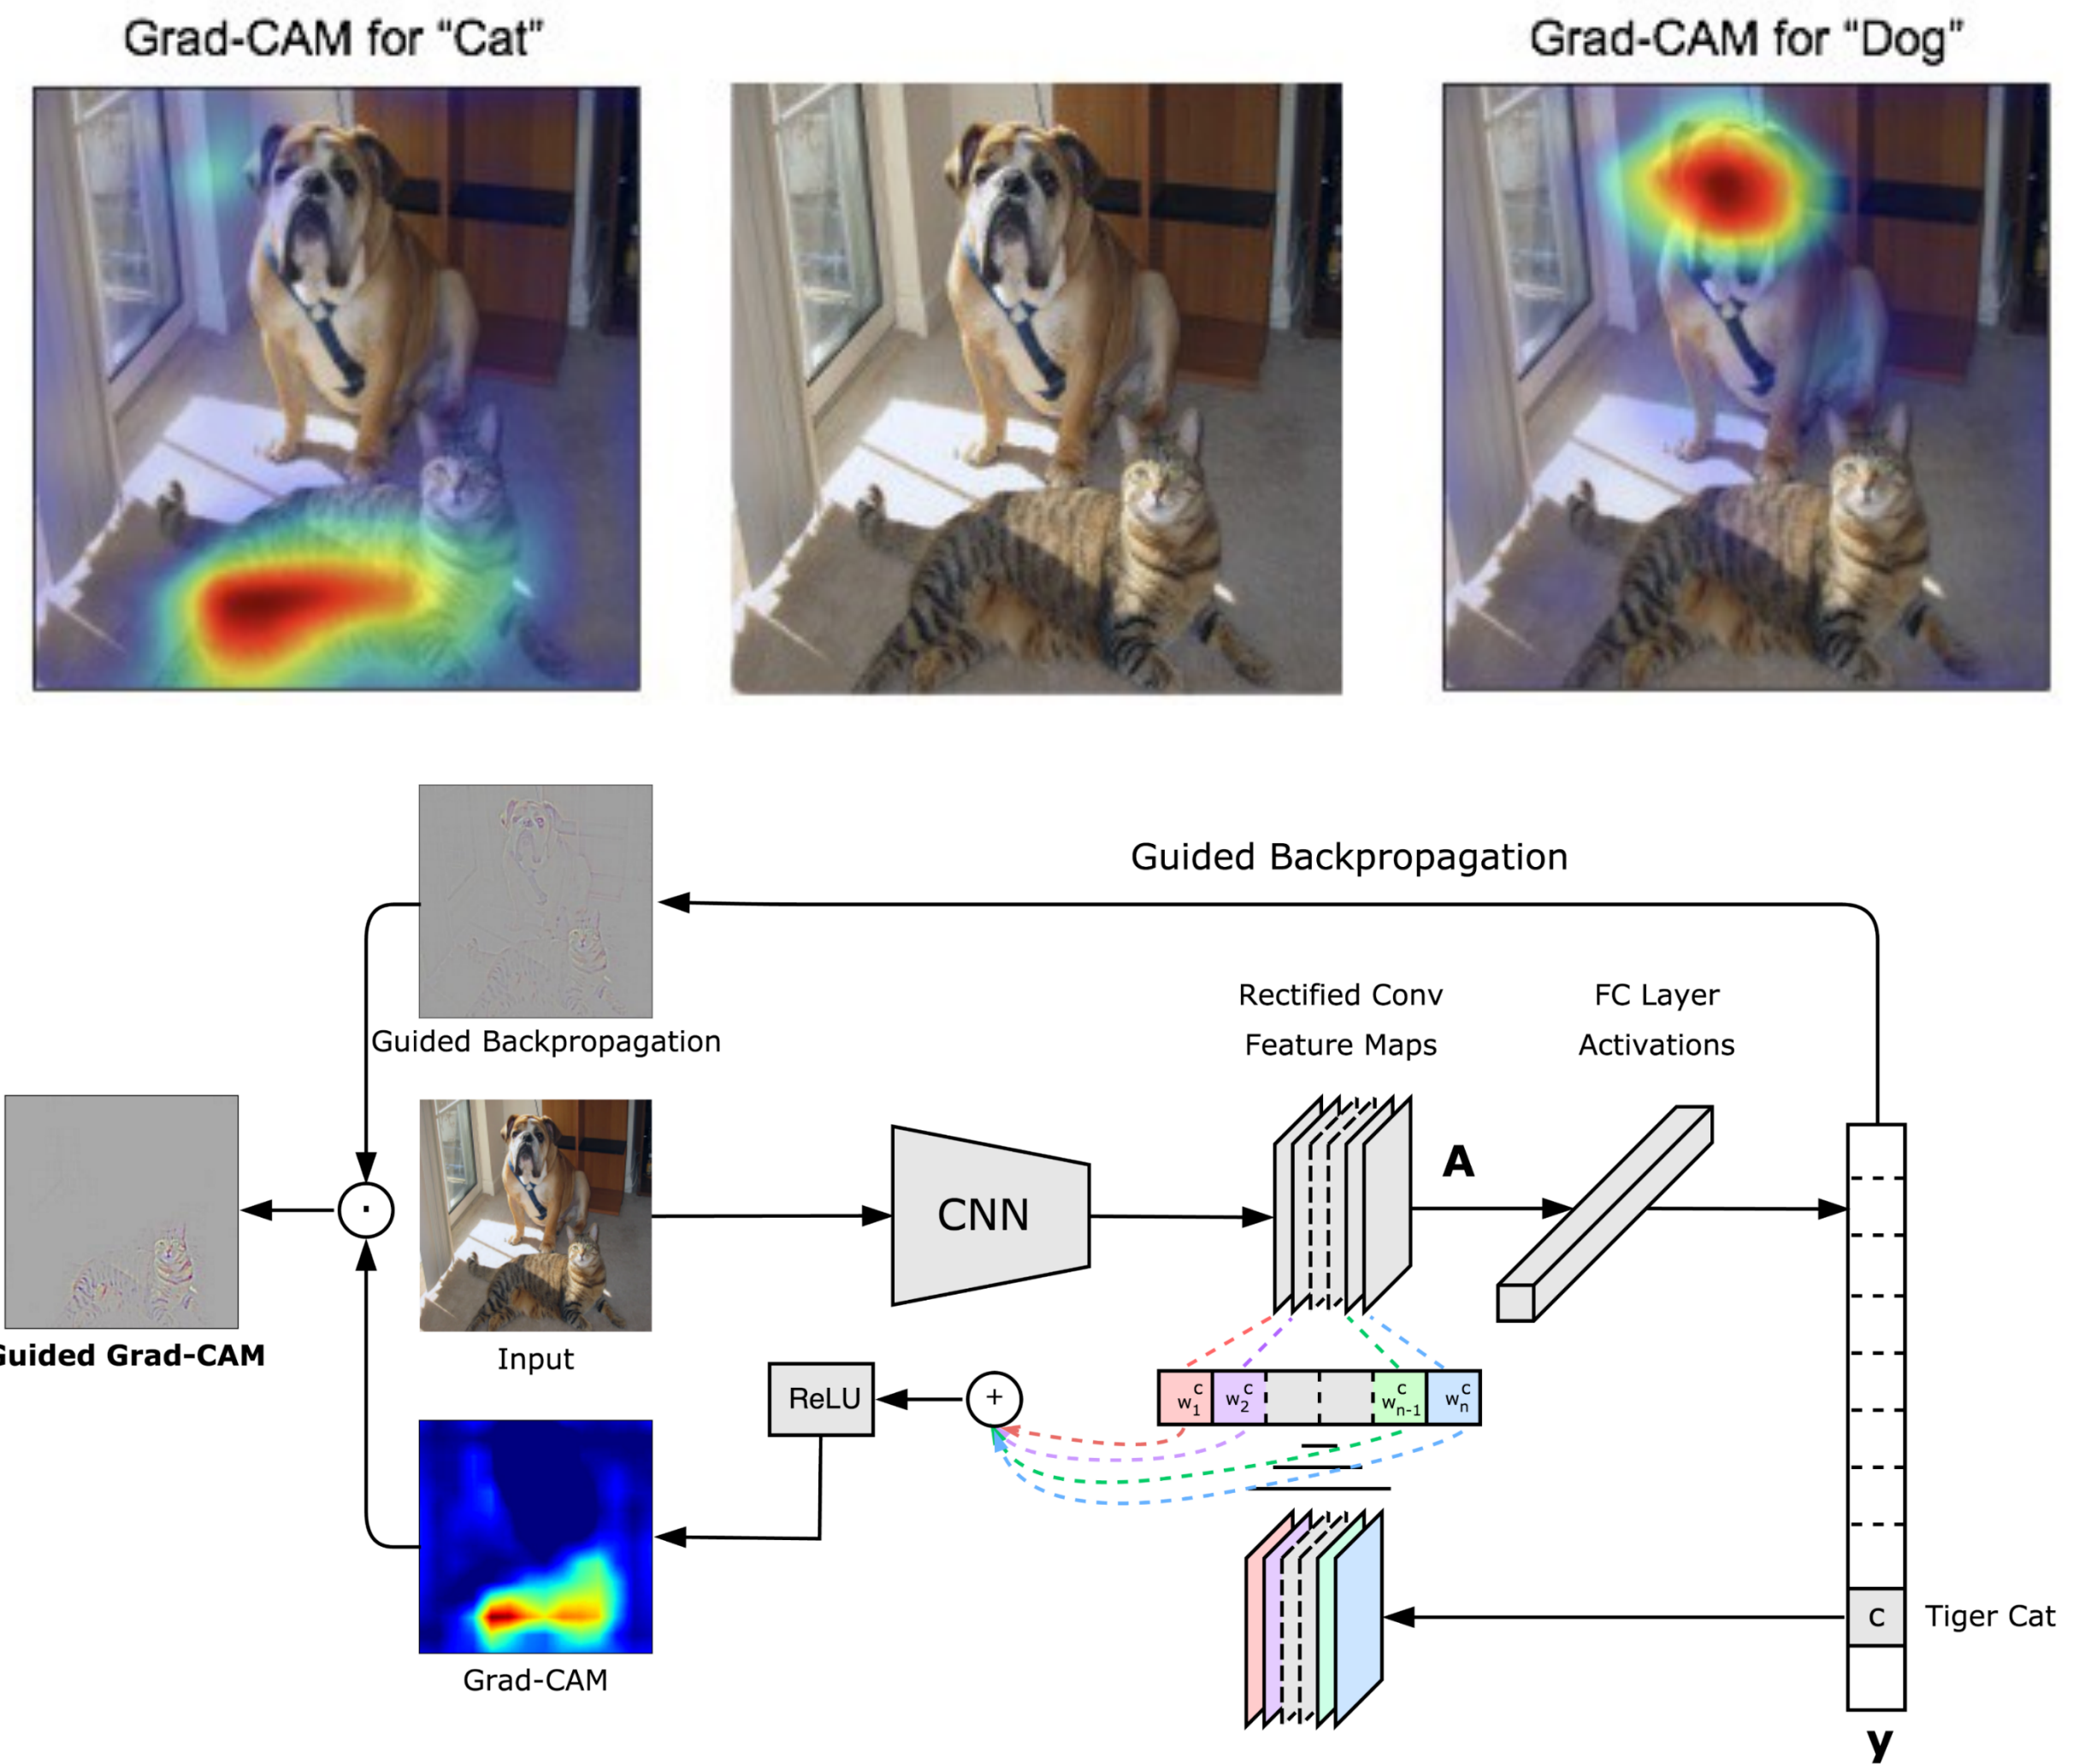 Grad-CAM for “Cat”
Grad-CAM for “Dog”
Guided Backpropagation
Rectified Conv
Feature Maps
FC Layer
Activations
Guided Backpropagation
A
CNN
Guided Grad-CAM
Input
ReLU
+
w₁ᶜ
w₂ᶜ
wₙ₋₁ᶜ
wₙᶜ
Grad-CAM
c
Tiger Cat
y